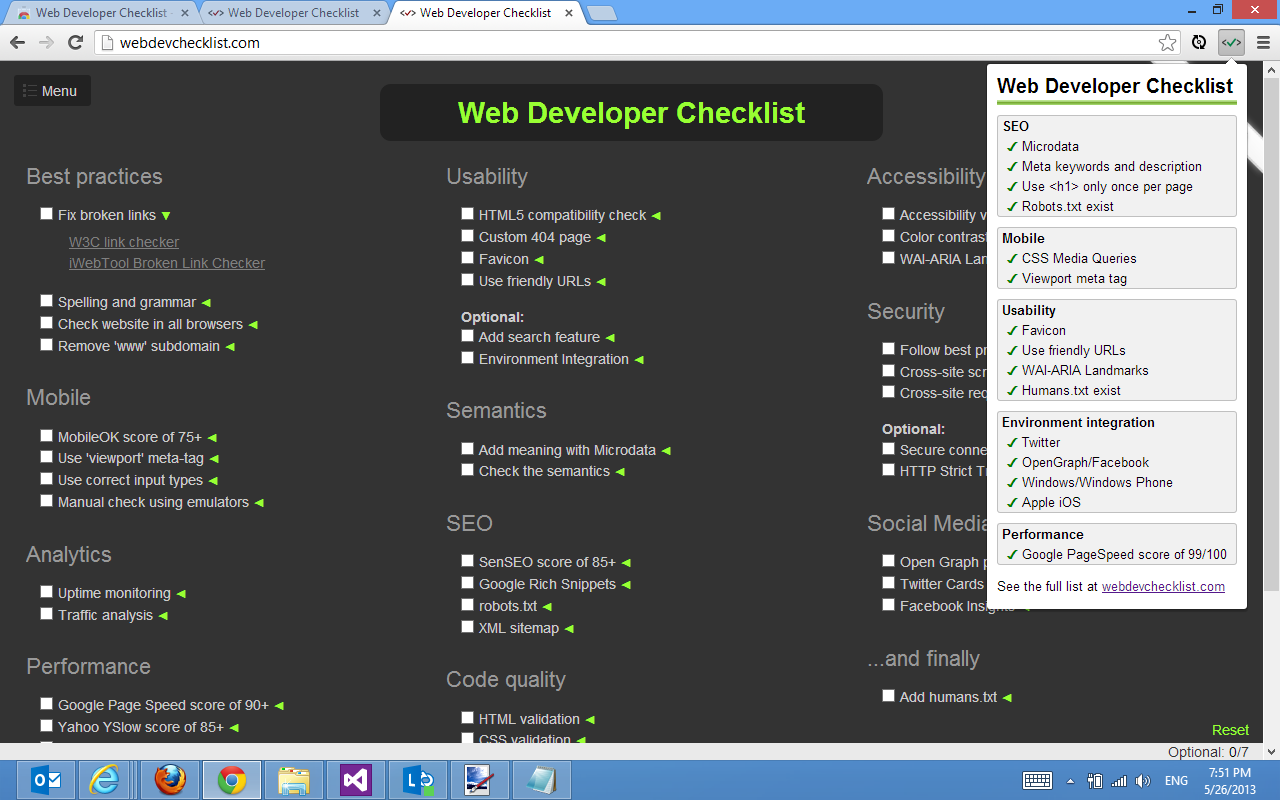 Web Developer Checklist
Web Developer Checklist
Web Developer Checklist
webdevchecklist.com
Menu
Web Developer Checklist
Best practices
Fix broken links
W3C link checker
iWebTool Broken Link Checker
Spelling and grammar
Check website in all browsers
Remove 'www' subdomain
Mobile
MobileOK score of 75+
Use 'viewport' meta-tag
Use correct input types
Manual check using emulators
Analytics
Uptime monitoring
Traffic analysis
Performance
Google Page Speed score of 90+
Yahoo YSlow score of 85+
Usability
HTML5 compatibility check
Custom 404 page
Favicon
Use friendly URLs
Optional:
Add search feature
Environment Integration
Semantics
Add meaning with Microdata
Check the semantics
SEO
SenSEO score of 85+
Google Rich Snippets
robots.txt
XML sitemap
Code quality
HTML validation
CSS validation
Accessibility
Accessibility v
Color contrast
WAI-ARIA Lan
Security
Follow best pr
Cross-site scr
Cross-site req
Optional:
Secure conne
HTTP Strict T
Social Media
Open Graph p
Twitter Cards
Facebook Insights
...and finally
Add humans.txt
Reset
Optional: 0/7
Web Developer Checklist
SEO
Microdata
Meta keywords and description
Use <h1> only once per page
Robots.txt exist
Mobile
CSS Media Queries
Viewport meta tag
Usability
Favicon
Use friendly URLs
WAI-ARIA Landmarks
Humans.txt exist
Environment integration
Twitter
OpenGraph/Facebook
Windows/Windows Phone
Apple iOS
Performance
Google PageSpeed score of 99/100
See the full list at webdevchecklist.com
ENG
7:51 PM
5/26/2013